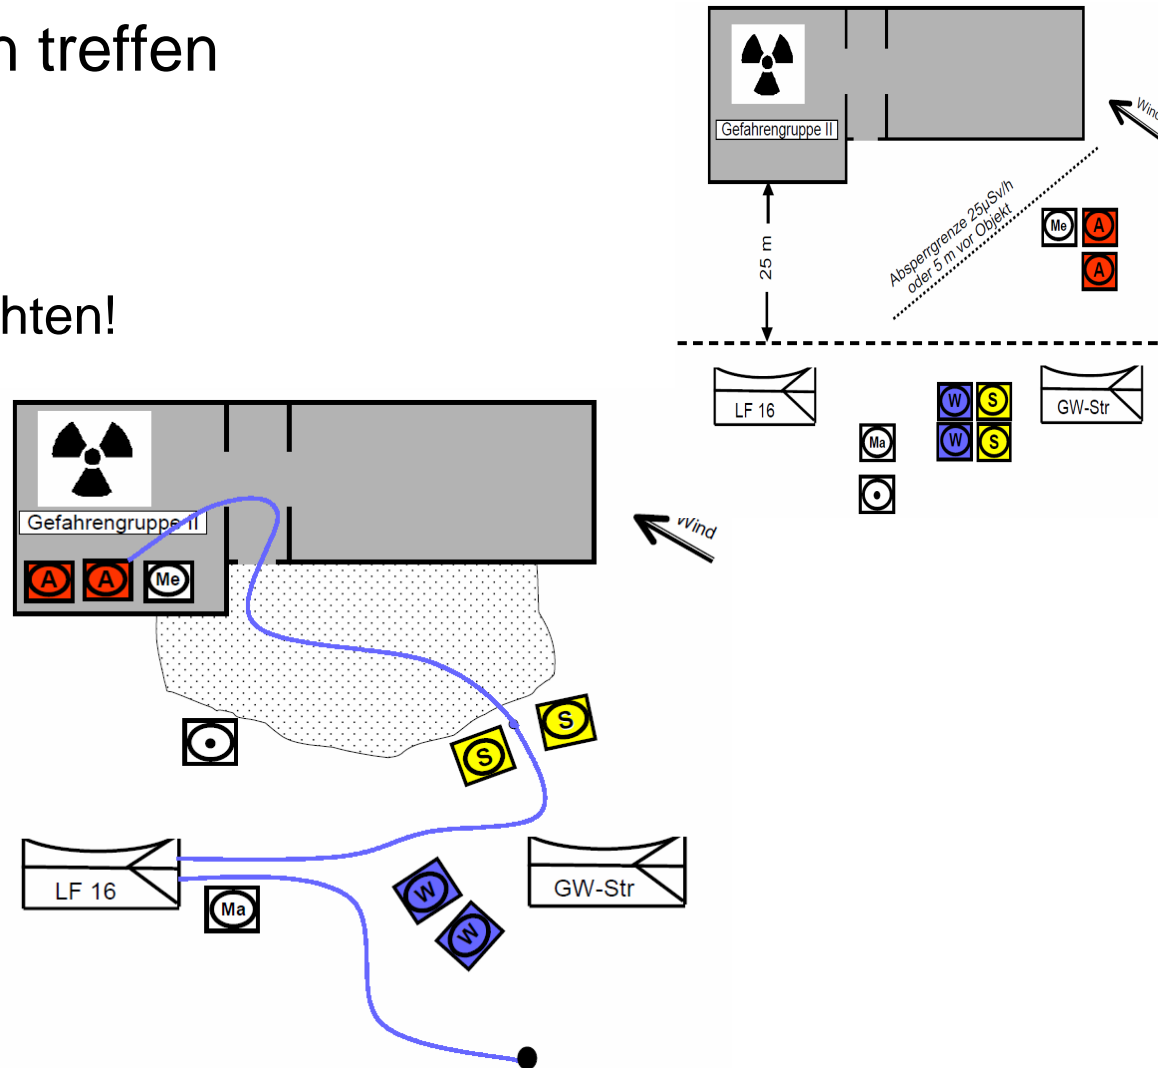 n treffen
hten!
Gefahrengruppe II
Wind
25 m
Absperrgrenze 25µSv/h
oder 5 m vor Objekt
Me
A
A
LF 16
W
S
GW-Str
Ma
W
S
Gefahrengruppe II
A
A
Me
Wind
S
S
LF 16
Ma
W
W
GW-Str